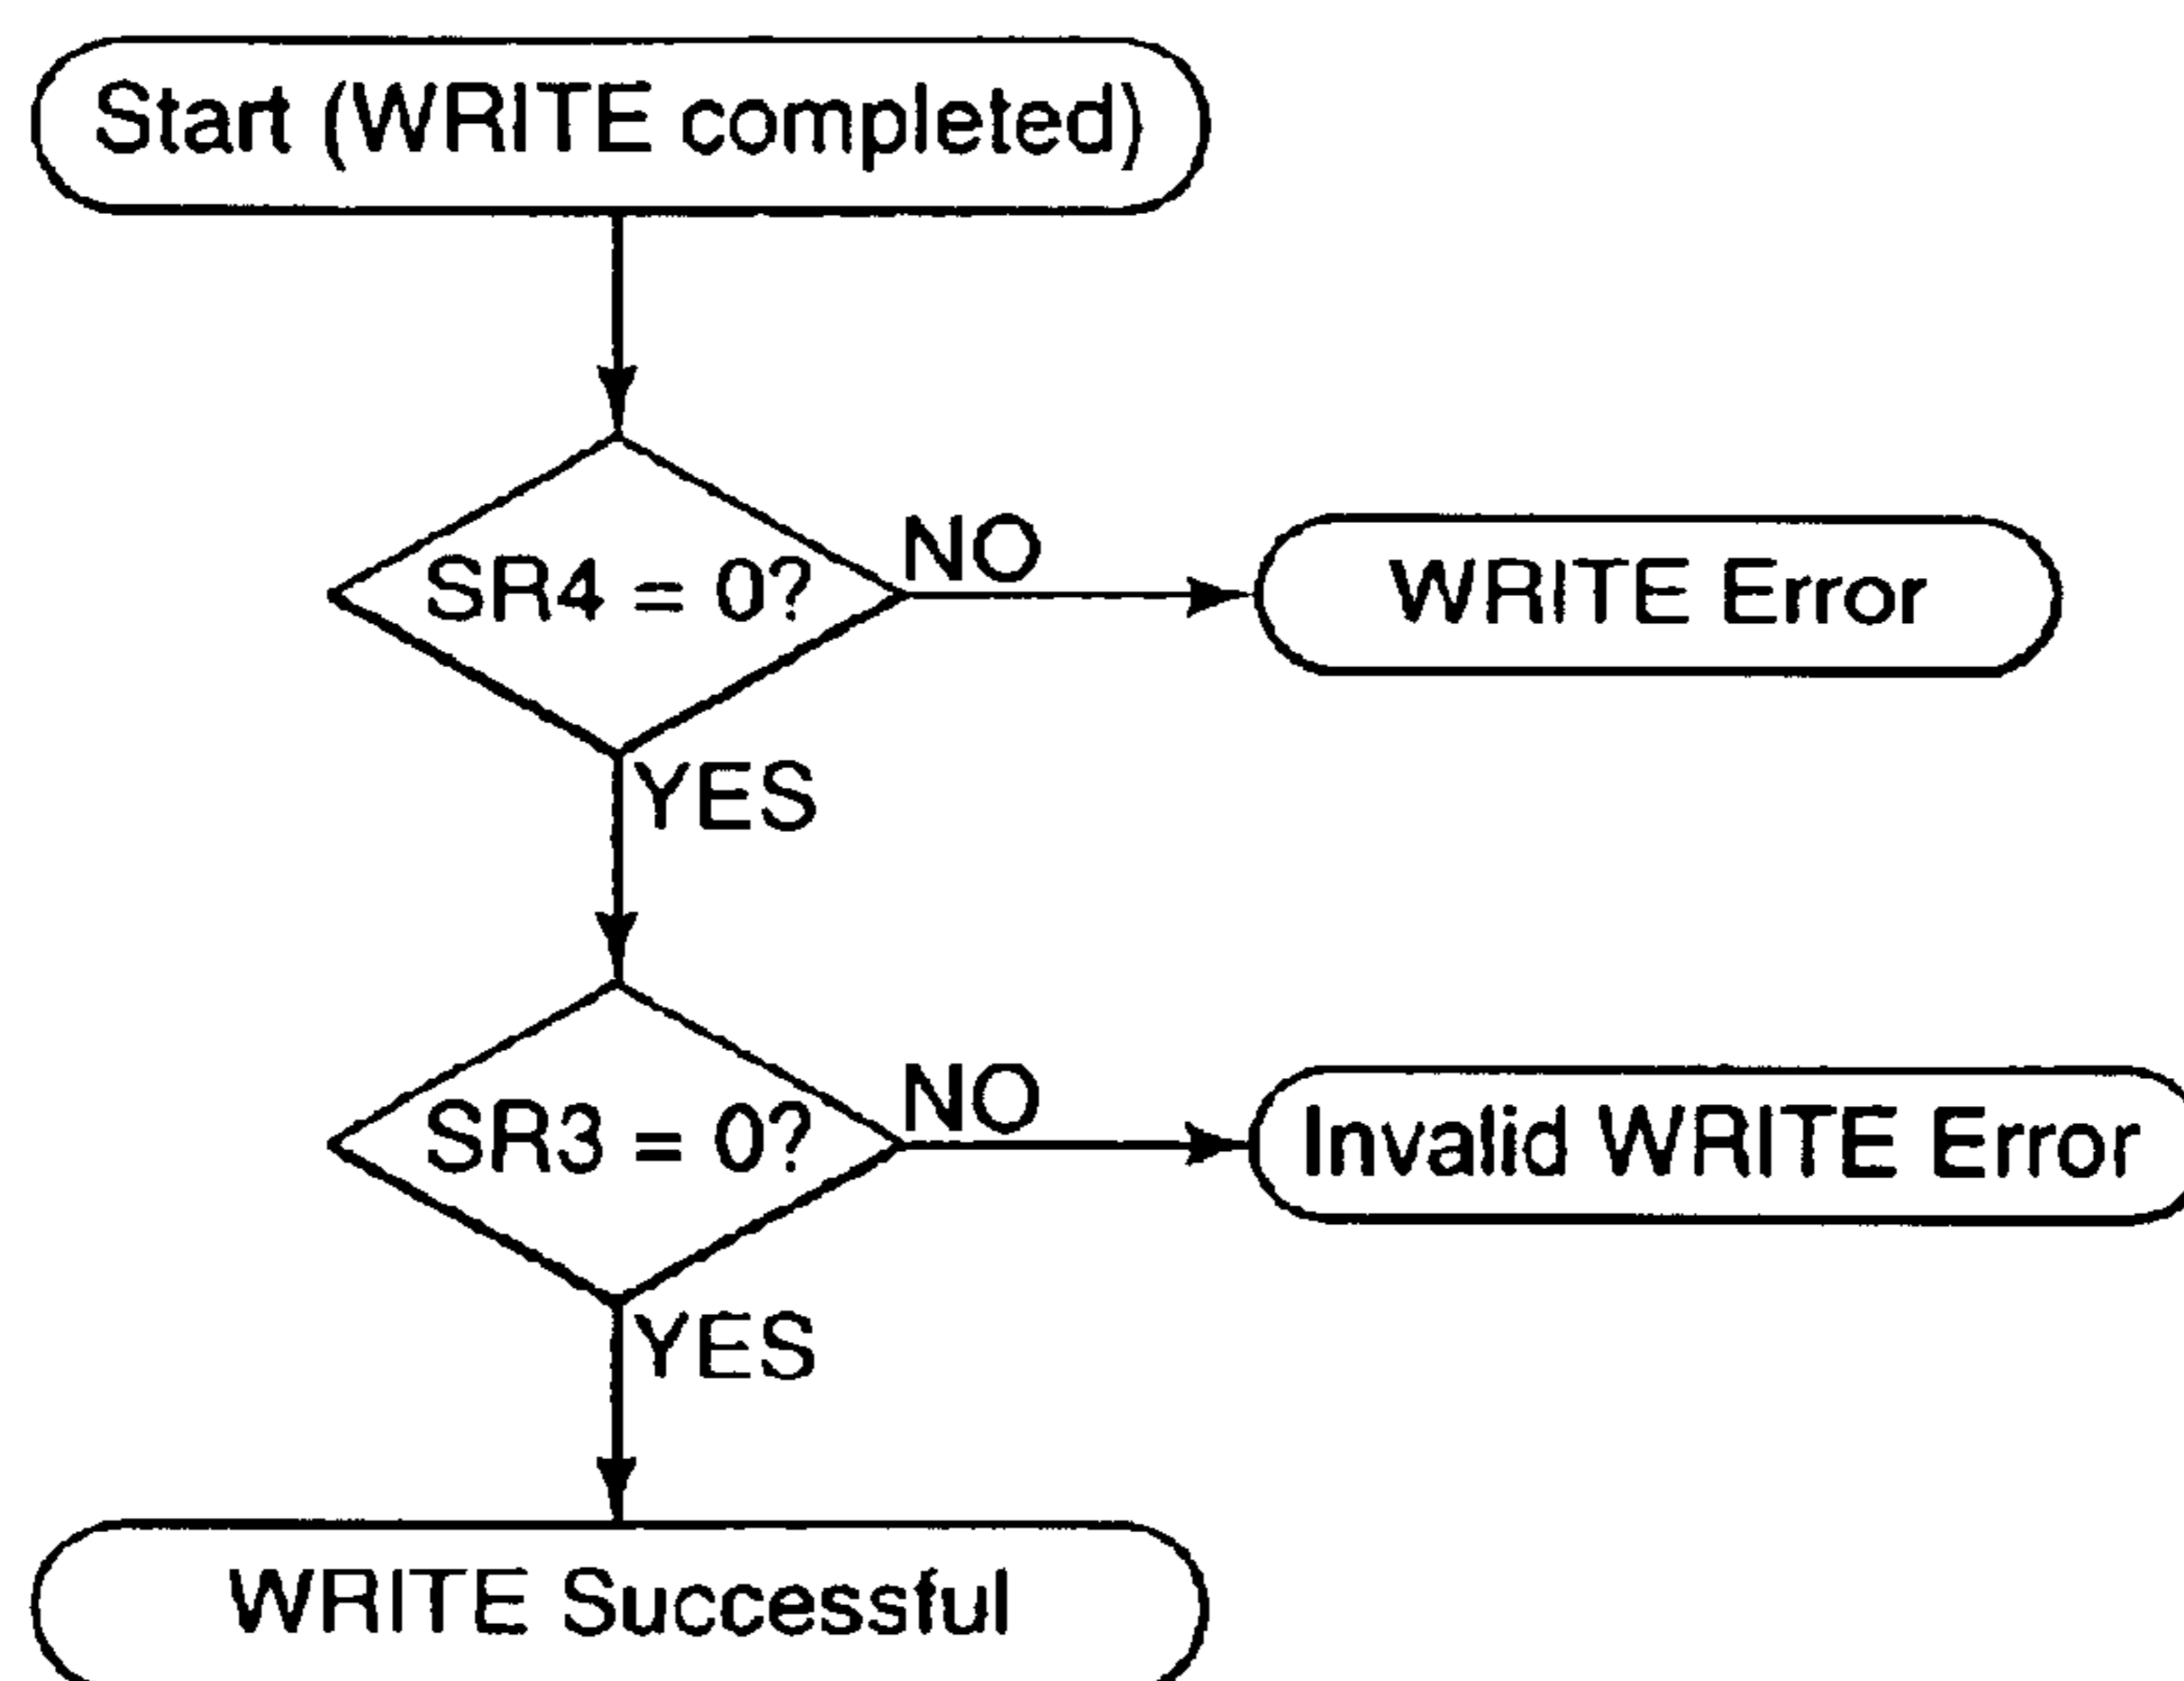 Start (WRITE completed)
SR4 = 0?
NO
WRITE Error
YES
SR3 = 0?
NO
Invalid WRITE Error
YES
WRITE Successful